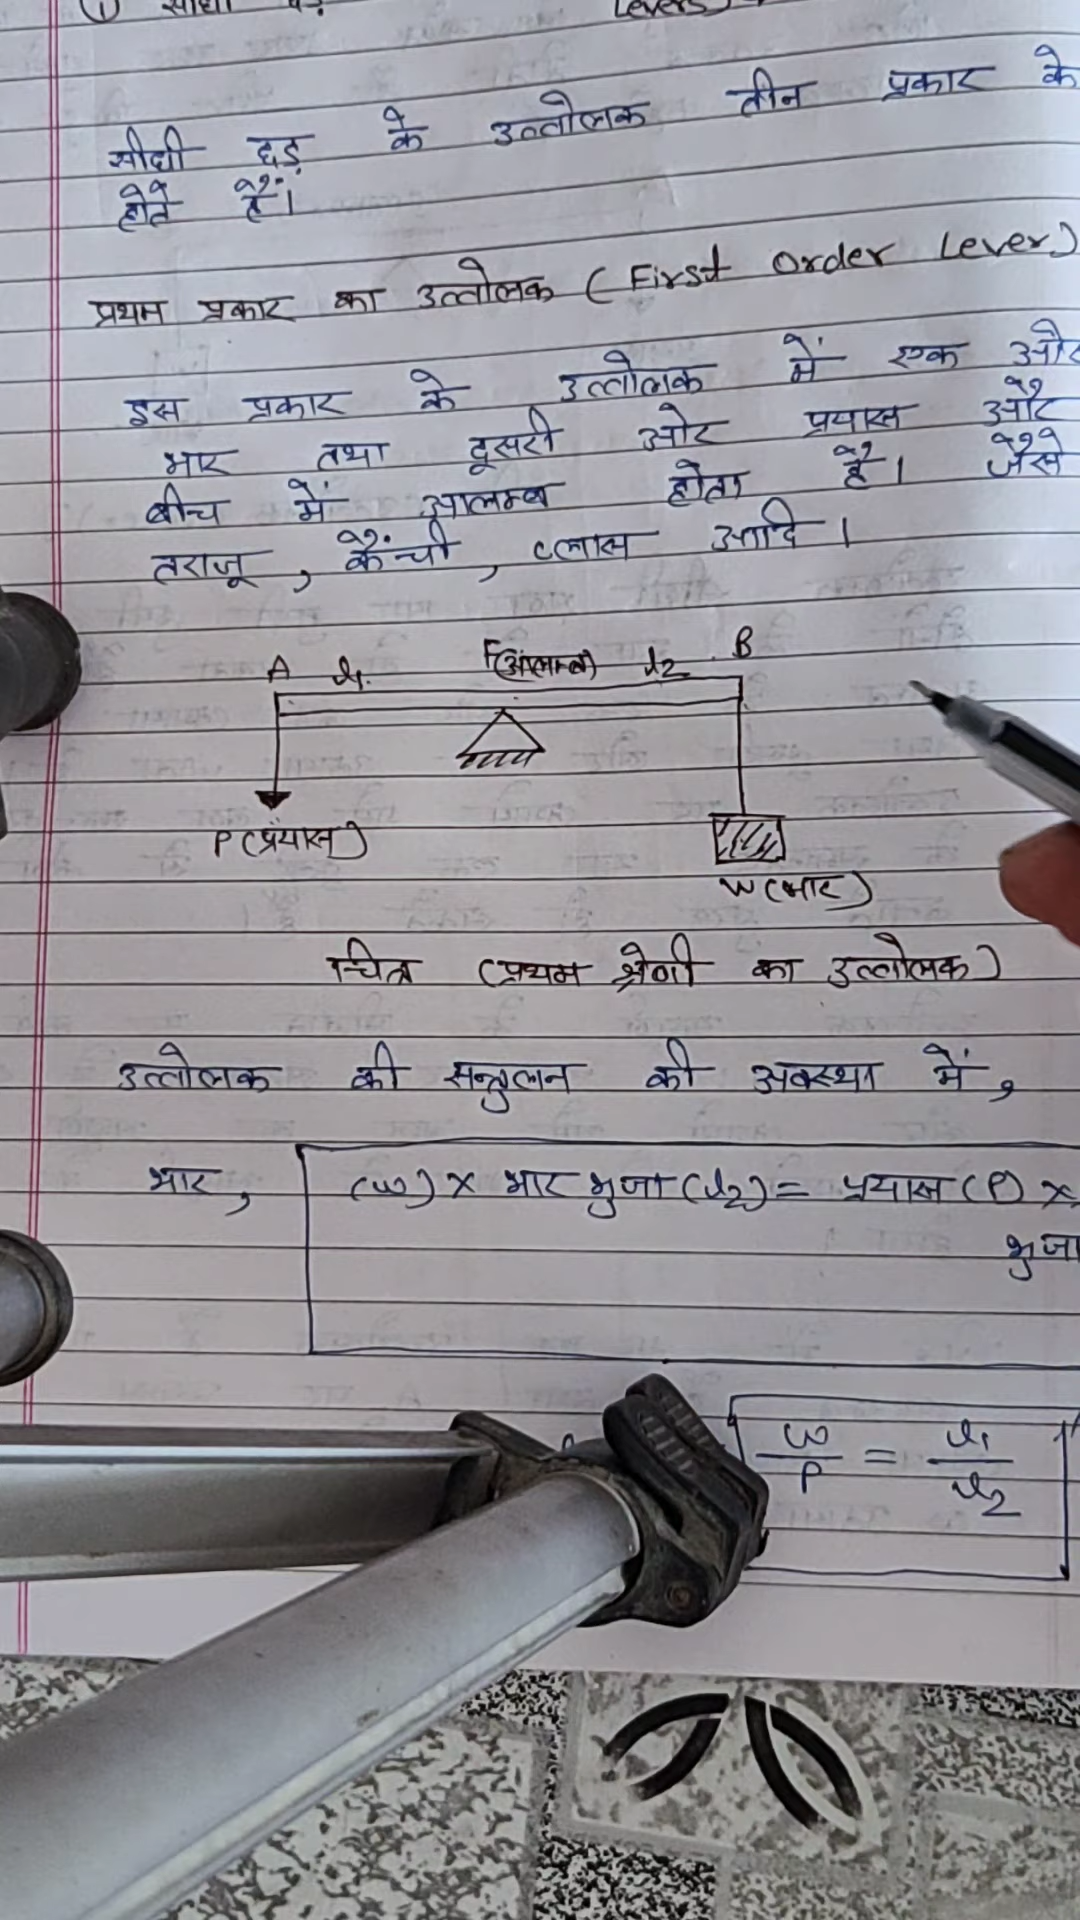 ① सीधी
Levers)
सीधी छड़ के उत्तोलक तीन प्रकार के
होते हैं।
प्रथम प्रकार का उत्तोलक (First Order Lever)
इस प्रकार के उत्तोलक में एक ओर
भार तथा दूसरी ओर प्रयास और
बीच में आलम्ब होता है। जैसे
तराजू, कैंची, प्लास आदि।
A l₁ F(आलम्ब) l₂ B
P(प्रयास)
W(भार)
चित्र (प्रथम श्रेणी का उत्तोलक)
उत्तोलक की सन्तुलन की अवस्था में,
भार, (W) × भार भुजा (l₂) = प्रयास (P) ×
भुजा
W/P = l₁/l₂